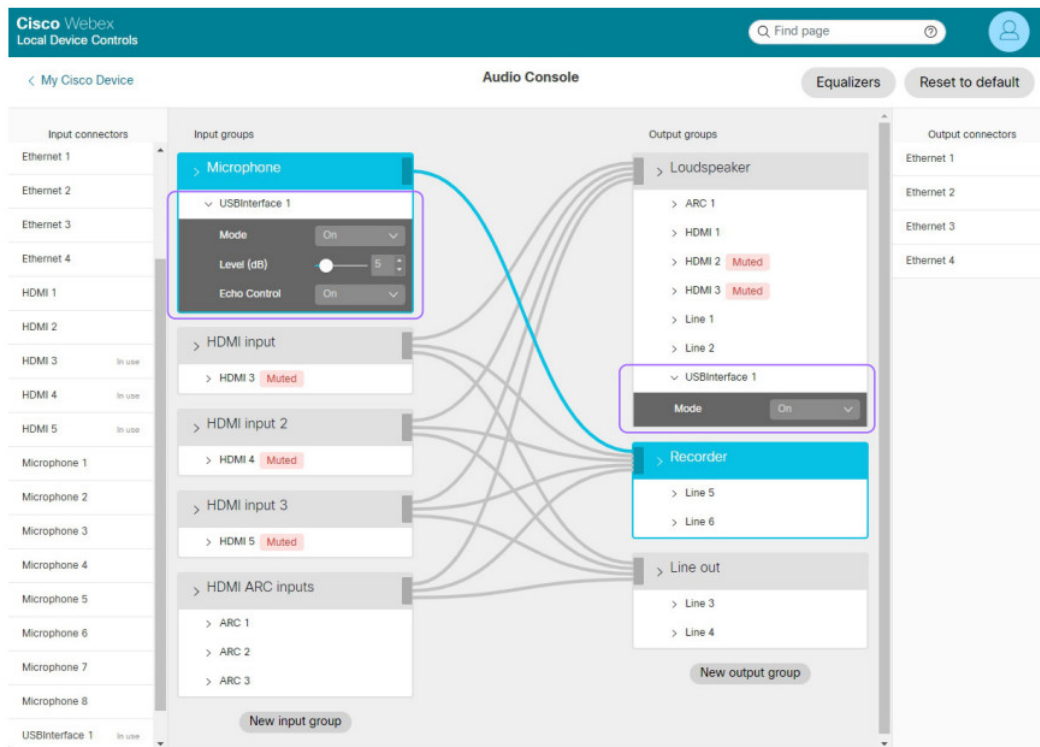 Cisco Webex
Local Device Controls
Find page
My Cisco Device
Audio Console
Equalizers
Reset to default
Input connectors
Ethernet 1
Ethernet 2
Ethernet 3
Ethernet 4
HDMI 1
HDMI 2
HDMI 3 In use
HDMI 4 In use
HDMI 5 In use
Microphone 1
Microphone 2
Microphone 3
Microphone 4
Microphone 5
Microphone 6
Microphone 7
Microphone 8
USBInterface 1 In use
Input groups
Microphone
USBInterface 1
Mode On
Level (dB) 5
Echo Control On
HDMI input
HDMI 3 Muted
HDMI input 2
HDMI 4 Muted
HDMI input 3
HDMI 5 Muted
HDMI ARC inputs
ARC 1
ARC 2
ARC 3
New input group
Output groups
Loudspeaker
ARC 1
HDMI 1
HDMI 2 Muted
HDMI 3 Muted
Line 1
Line 2
USBInterface 1
Mode On
Recorder
Line 5
Line 6
Line out
Line 3
Line 4
New output group
Output connectors
Ethernet 1
Ethernet 2
Ethernet 3
Ethernet 4